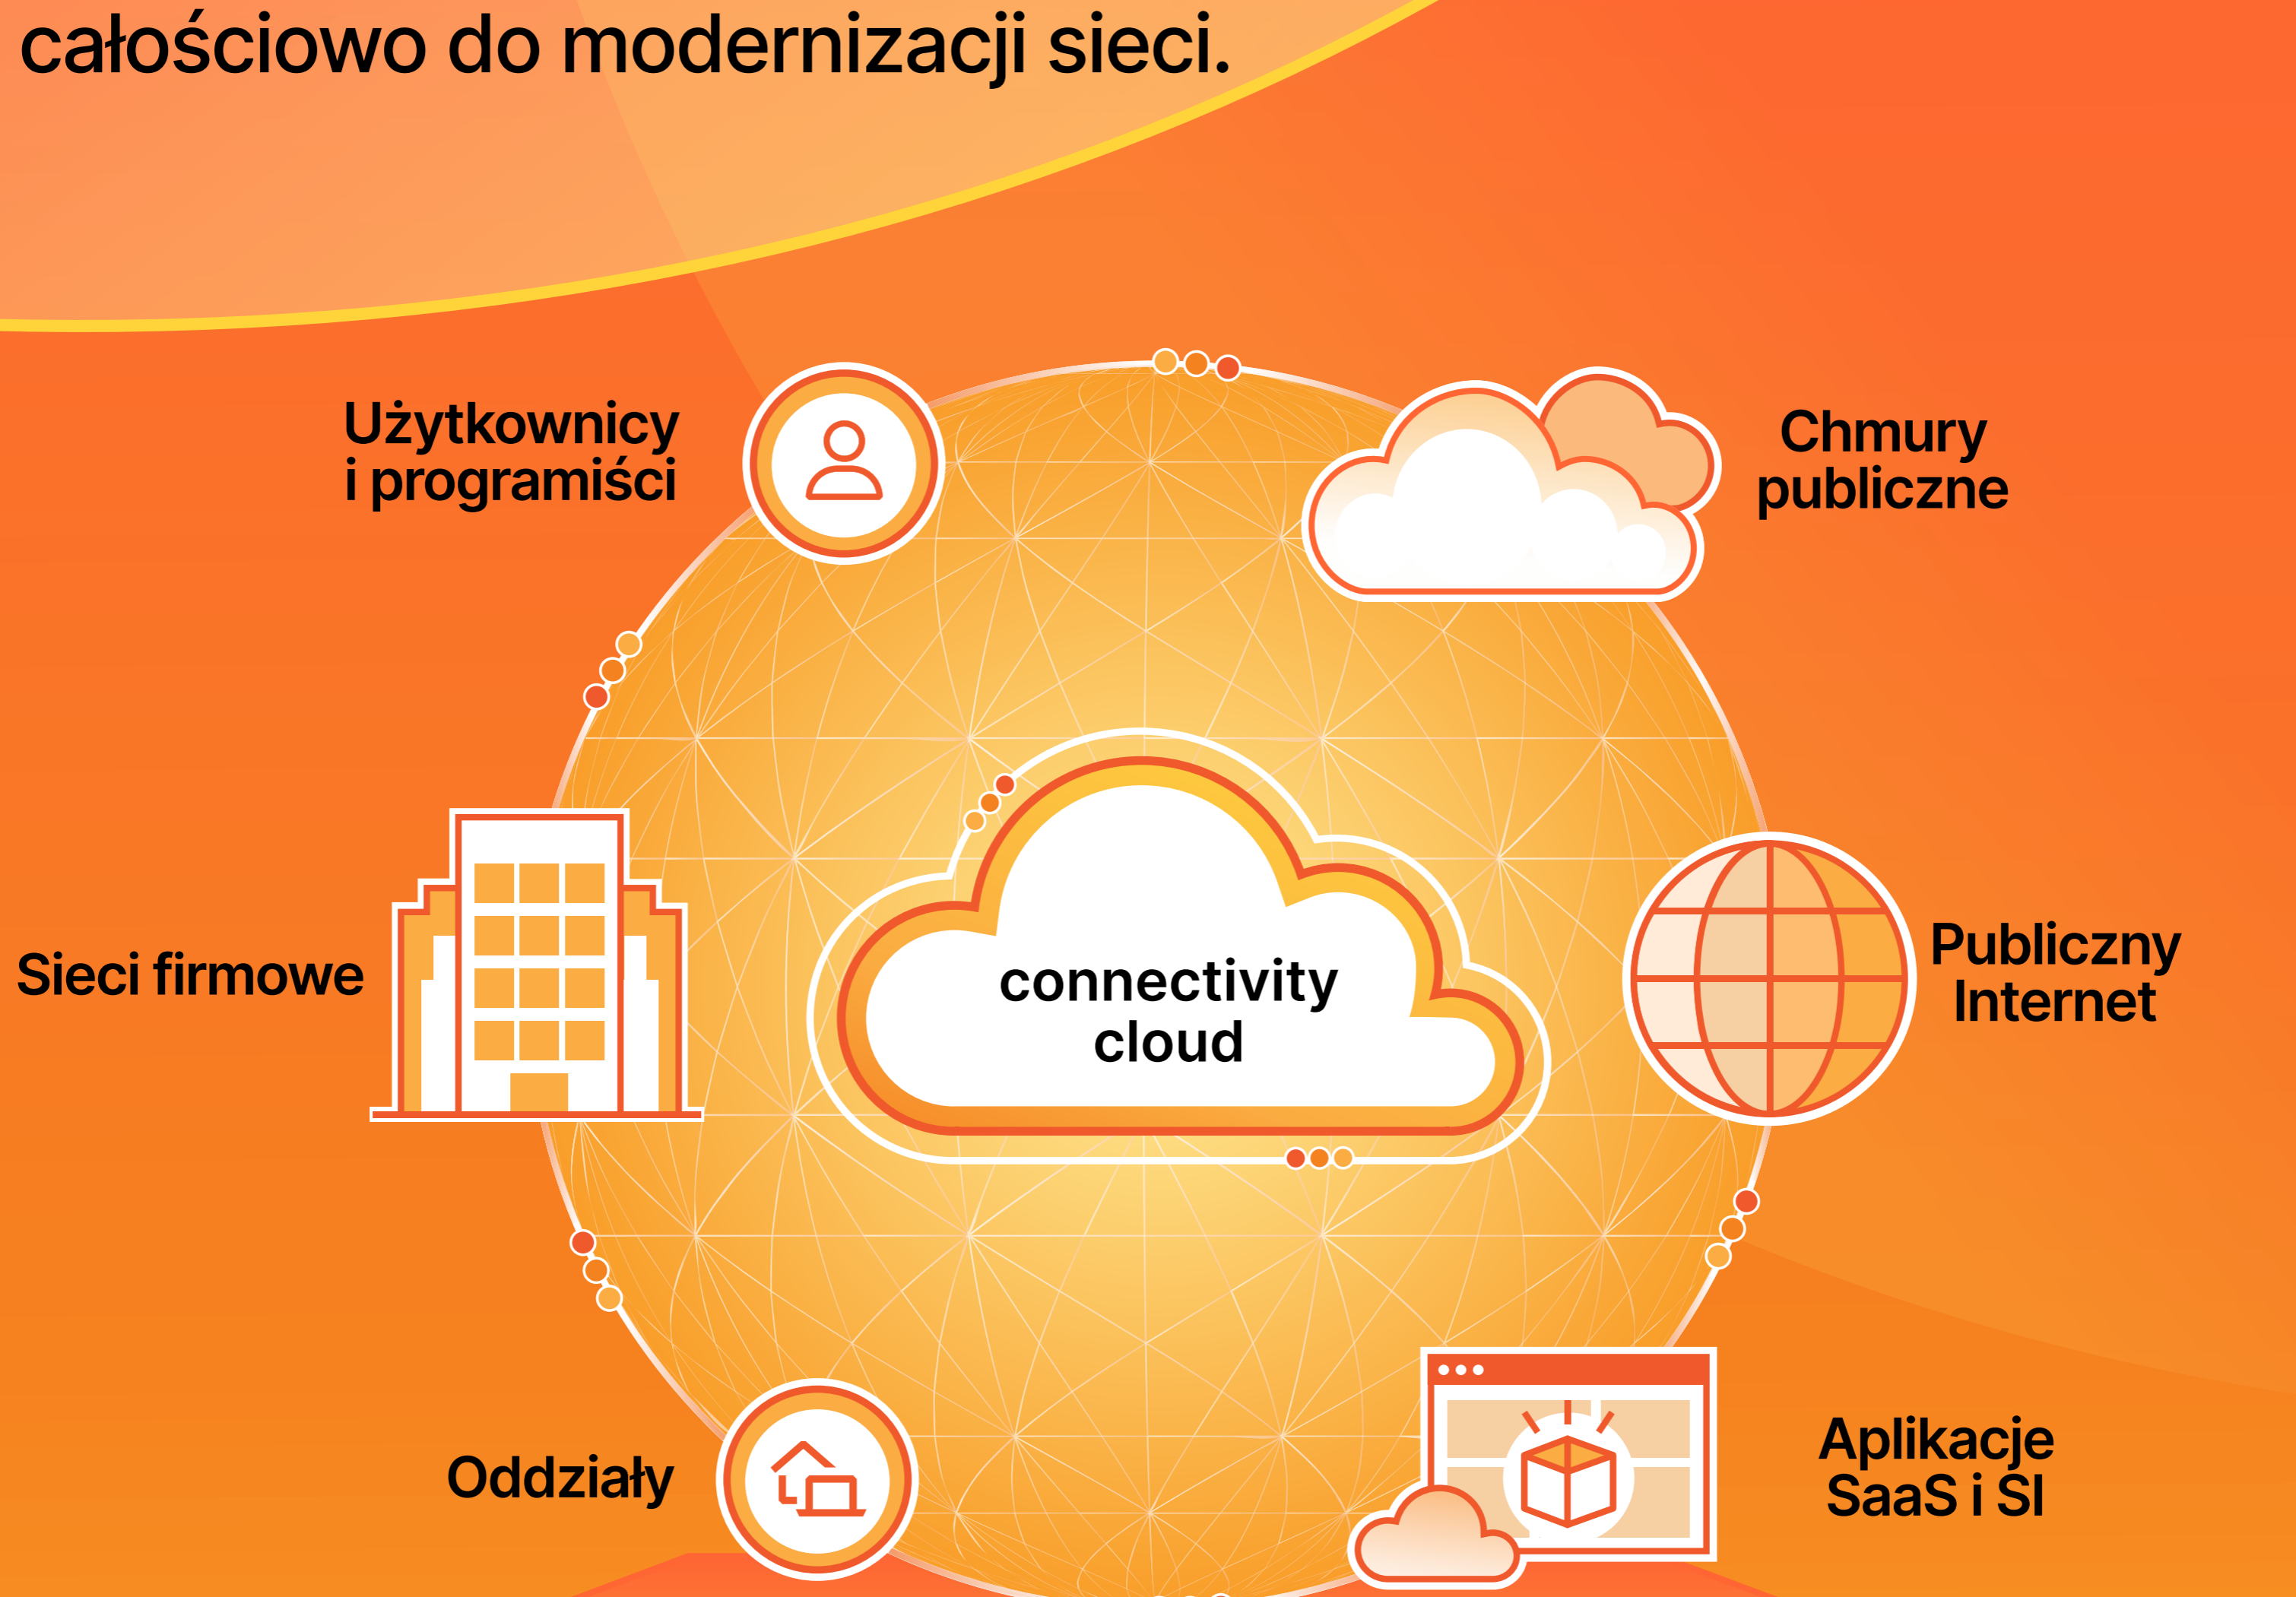 całościowo do modernizacji sieci.
Użytkownicy
i programiści
Chmury
publiczne
Sieci firmowe
connectivity
cloud
Publiczny
Internet
Oddziały
Aplikacje
SaaS i SI